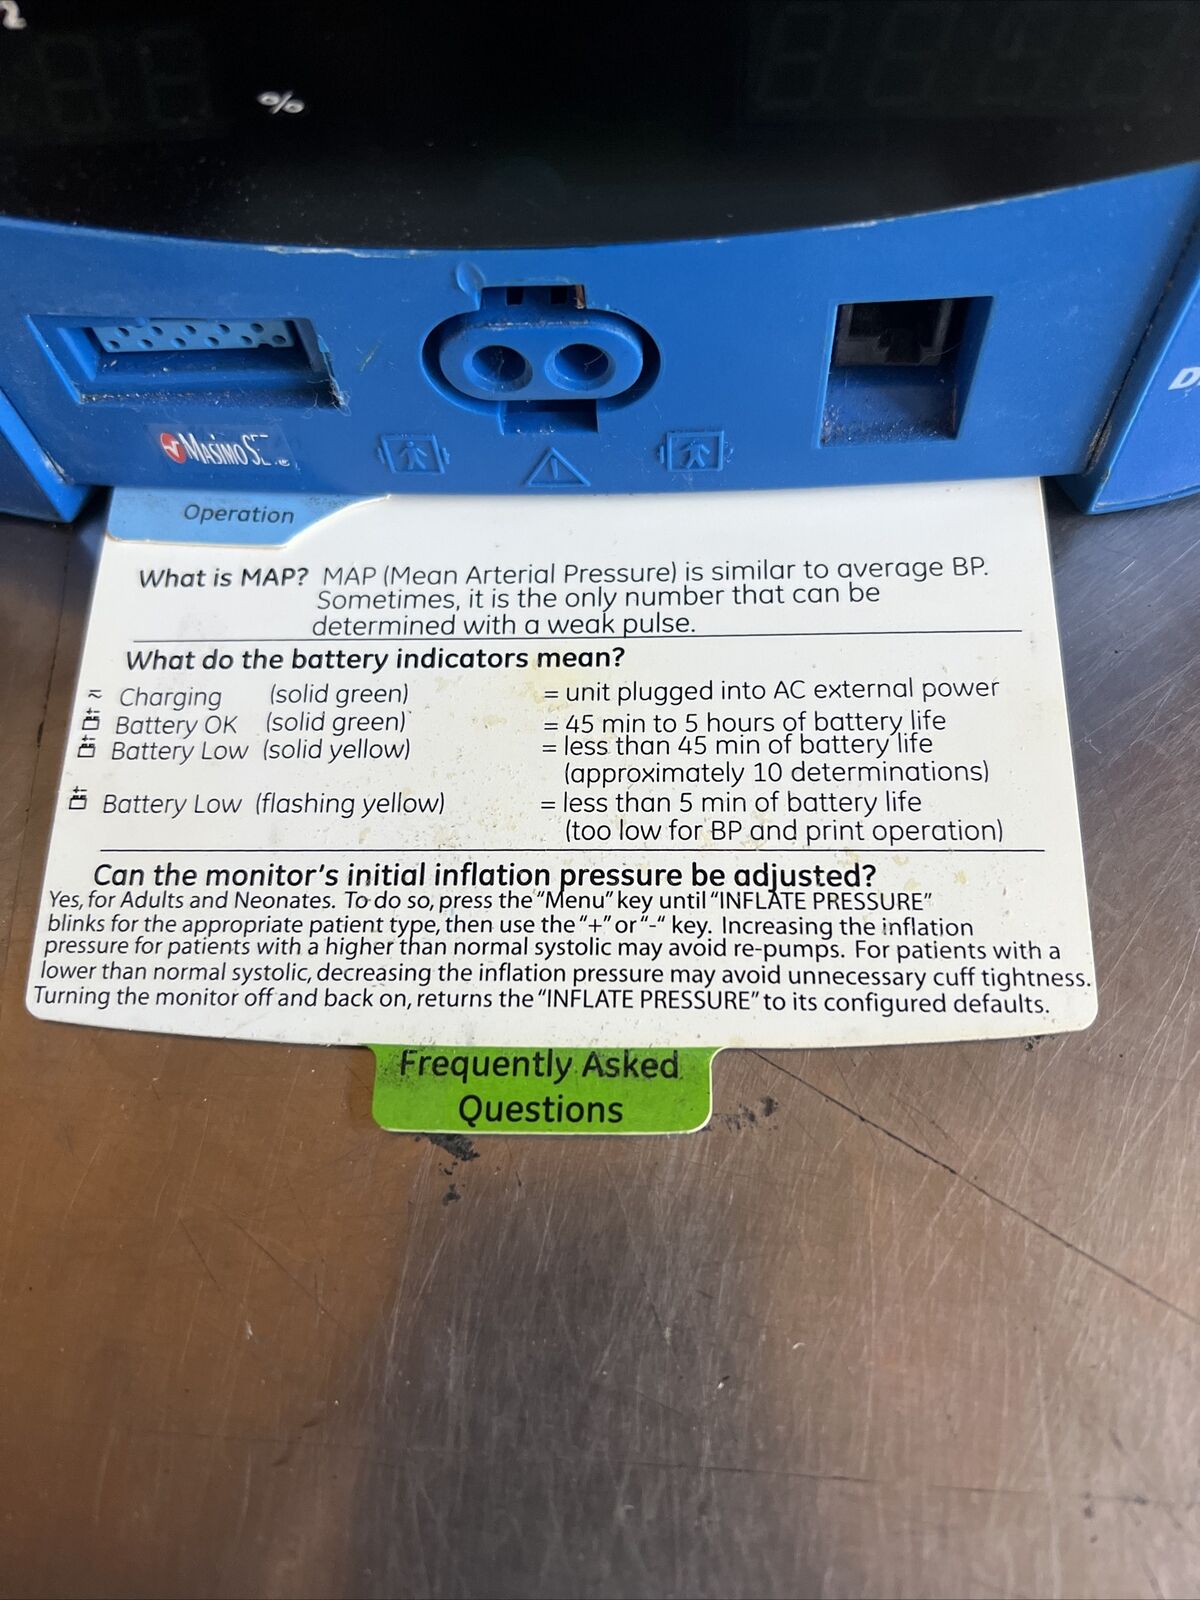 %
MASIMO SET
Operation
What is MAP? MAP (Mean Arterial Pressure) is similar to average BP.
Sometimes, it is the only number that can be
determined with a weak pulse.
What do the battery indicators mean?
Charging (solid green) = unit plugged into AC external power
Battery OK (solid green) = 45 min to 5 hours of battery life
Battery Low (solid yellow) = less than 45 min of battery life
(approximately 10 determinations)
Battery Low (flashing yellow) = less than 5 min of battery life
(too low for BP and print operation)
Can the monitor's initial inflation pressure be adjusted?
Yes, for Adults and Neonates. To do so, press the "Menu" key until "INFLATE PRESSURE"
blinks for the appropriate patient type, then use the "+" or "-" key. Increasing the inflation
pressure for patients with a higher than normal systolic may avoid re-pumps. For patients with a
lower than normal systolic, decreasing the inflation pressure may avoid unnecessary cuff tightness.
Turning the monitor off and back on, returns the "INFLATE PRESSURE" to its configured defaults.
Frequently Asked
Questions